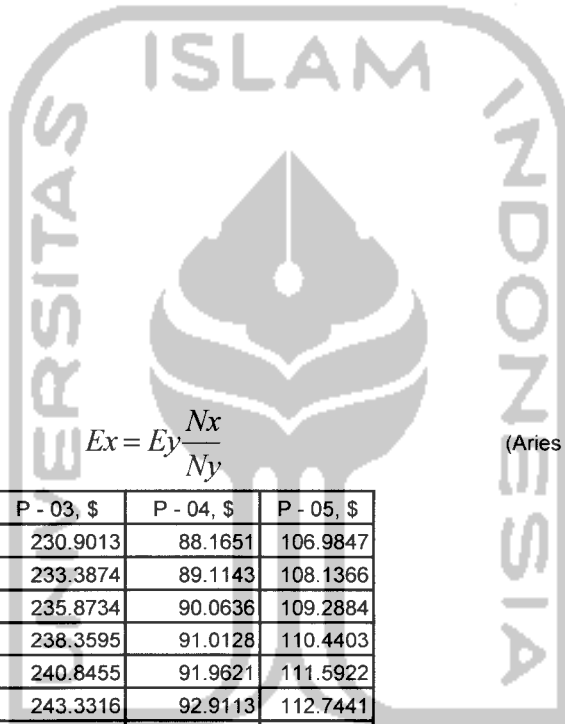 ISLAM
UNIVERSITAS
INDONESIA
Ex = Ey Nx/Ny
(Aries
P - 03, $ P - 04, $ P - 05, $
230.9013 88.1651 106.9847
233.3874 89.1143 108.1366
235.8734 90.0636 109.2884
238.3595 91.0128 110.4403
240.8455 91.9621 111.5922
243.3316 92.9113 112.7441